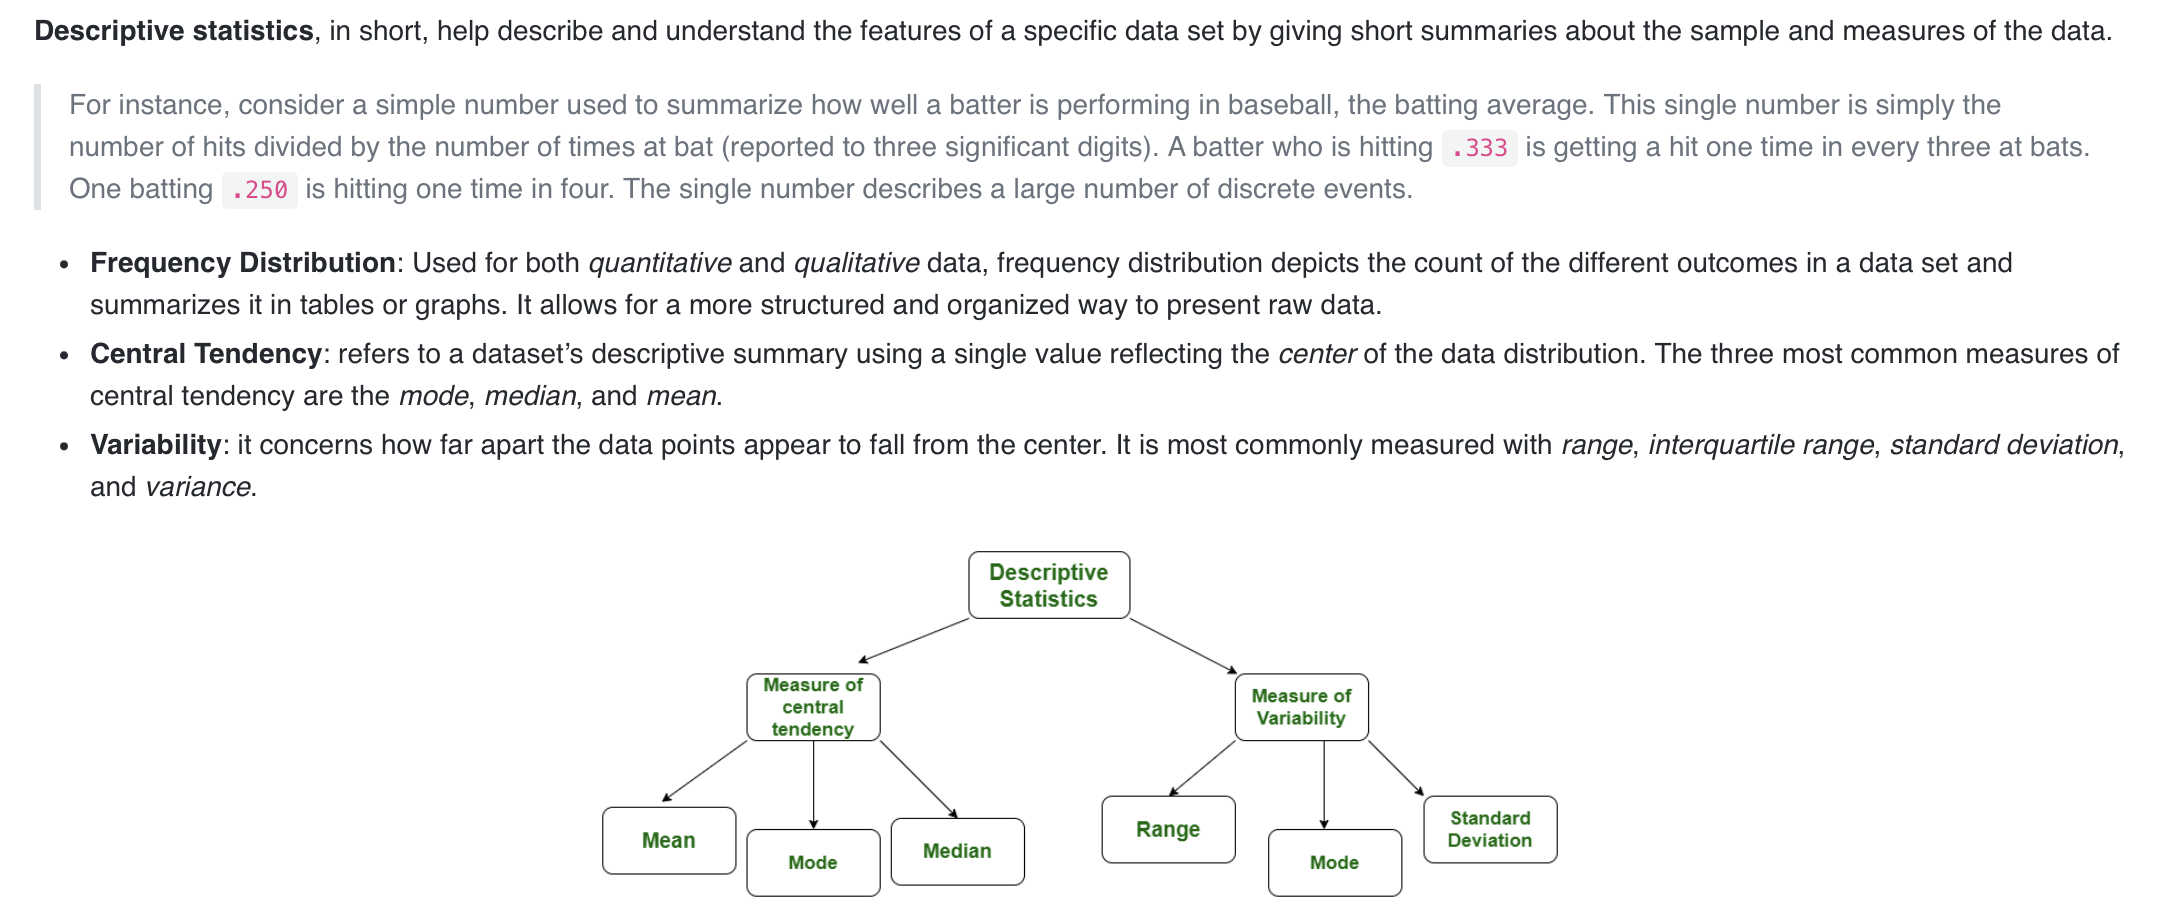 Descriptive statistics, in short, help describe and understand the features of a specific data set by giving short summaries about the sample and measures of the data.
For instance, consider a simple number used to summarize how well a batter is performing in baseball, the batting average. This single number is simply the
number of hits divided by the number of times at bat (reported to three significant digits). A batter who is hitting .333 is getting a hit one time in every three at bats.
One batting .250 is hitting one time in four. The single number describes a large number of discrete events.
• Frequency Distribution: Used for both quantitative and qualitative data, frequency distribution depicts the count of the different outcomes in a data set and
summarizes it in tables or graphs. It allows for a more structured and organized way to present raw data.
• Central Tendency: refers to a dataset’s descriptive summary using a single value reflecting the center of the data distribution. The three most common measures of
central tendency are the mode, median, and mean.
• Variability: it concerns how far apart the data points appear to fall from the center. It is most commonly measured with range, interquartile range, standard deviation,
and variance.
Descriptive
Statistics
Measure of
central
tendency
Measure of
Variability
Mean
Mode
Median
Range
Mode
Standard
Deviation